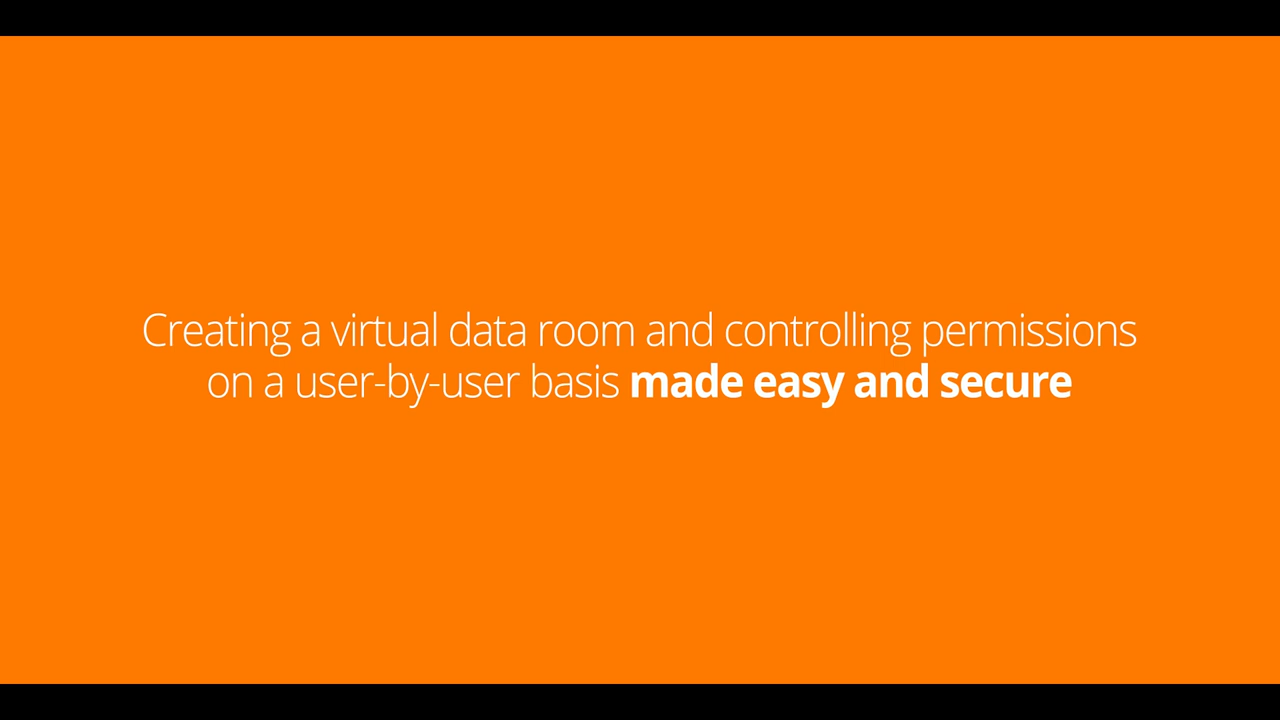 Creating a virtual data room and controlling permissions
on a user-by-user basis made easy and secure